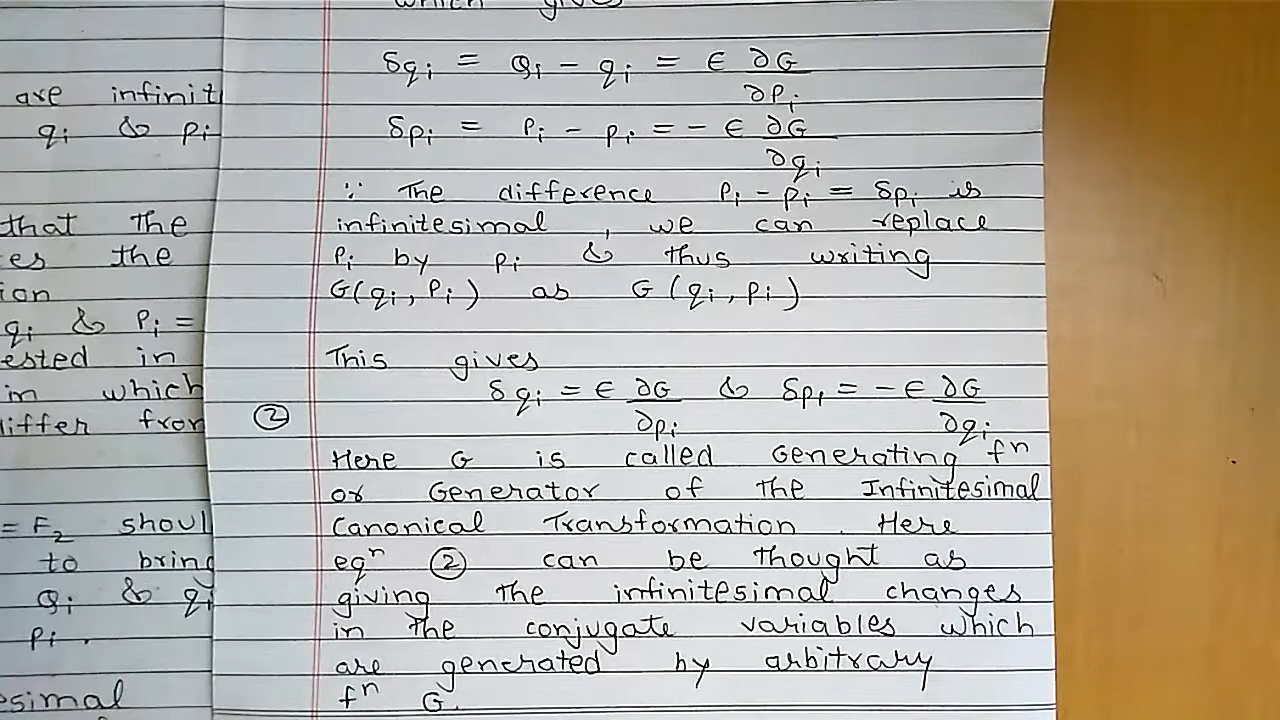 are infinit
qi & pi
that the
es the
ion
qi & Pi =
ested in
in which
iffer from
= F2 shoul
to bring
Qi & qi
Pi .
esimal
which gives
δqi = Qi - qi = ϵ ∂G/∂Pi
δpi = Pi - pi = - ϵ ∂G/∂qi
∵ The difference Pi - pi = δpi is
infinitesimal , we can replace
Pi by pi & thus writing
G(qi, Pi) as G(qi, pi)
This gives
② δqi = ϵ ∂G/∂pi & δpi = - ϵ ∂G/∂qi
Here G is called Generating fn
or Generator of the Infinitesimal
Canonical Transformation. Here
eqn ② can be thought as
giving the infinitesimal changes
in the conjugate variables which
are generated by arbitrary
fn G.